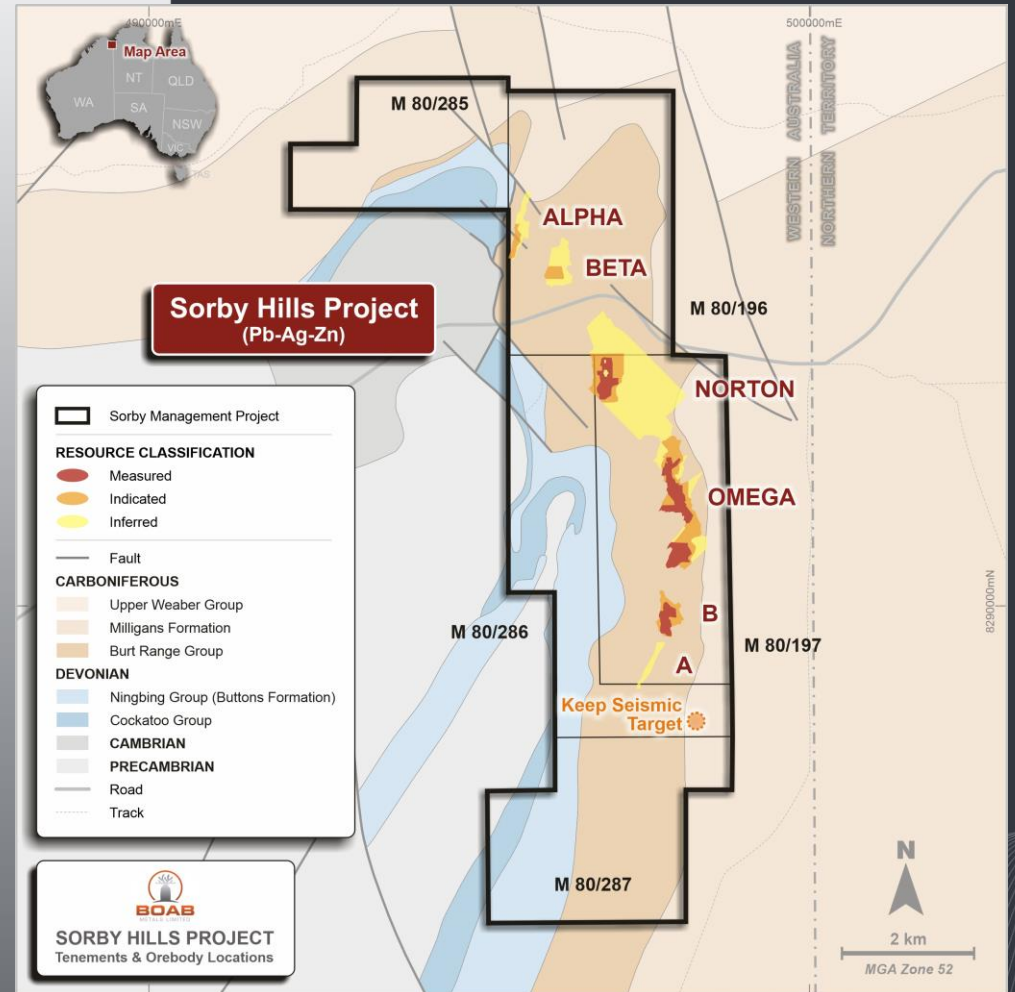 490000mE
500000mE
Map Area
NT
QLD
WA
SA
NSW
VIC
TAS
M 80/285
WESTERN AUSTRALIA
NORTHERN TERRITORY
ALPHA
BETA
Sorby Hills Project
(Pb-Ag-Zn)
M 80/196
NORTON
OMEGA
Sorby Management Project
RESOURCE CLASSIFICATION
Measured
Indicated
Inferred
Fault
CARBONIFEROUS
Upper Weaber Group
Milligans Formation
Burt Range Group
DEVONIAN
Ningbing Group (Buttons Formation)
Cockatoo Group
CAMBRIAN
PRECAMBRIAN
Road
Track
8290000mN
B
M 80/286
M 80/197
A
Keep Seismic
Target
M 80/287
BOAB
METALS LIMITED
SORBY HILLS PROJECT
Tenements & Orebody Locations
N
2 km
MGA Zone 52